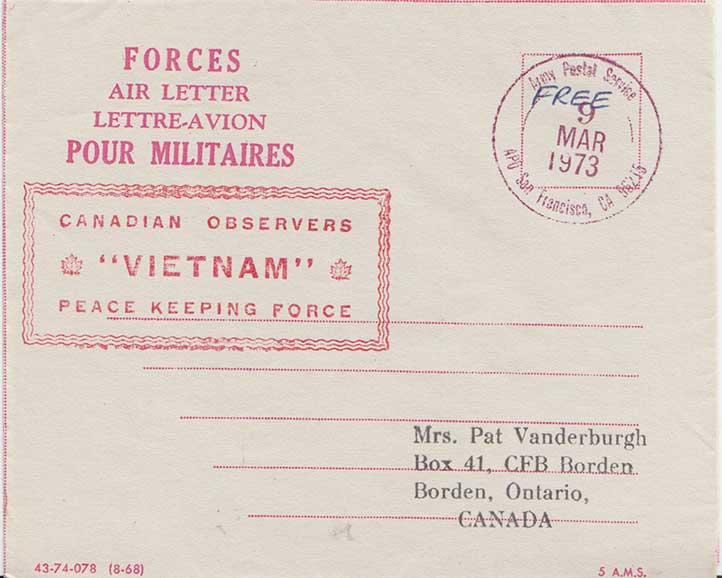 FORCES
AIR LETTER
LETTRE-AVION
POUR MILITAIRES
Army Postal Service
FREE
9
MAR
1973
APO San Francisco, CA
CANADIAN OBSERVERS
"VIETNAM"
PEACE KEEPING FORCE
Mrs. Pat Vanderburgh
Box 41, CFB Borden
Borden, Ontario,
CANADA
43-74-078 (8-68)
5 A.M.S.